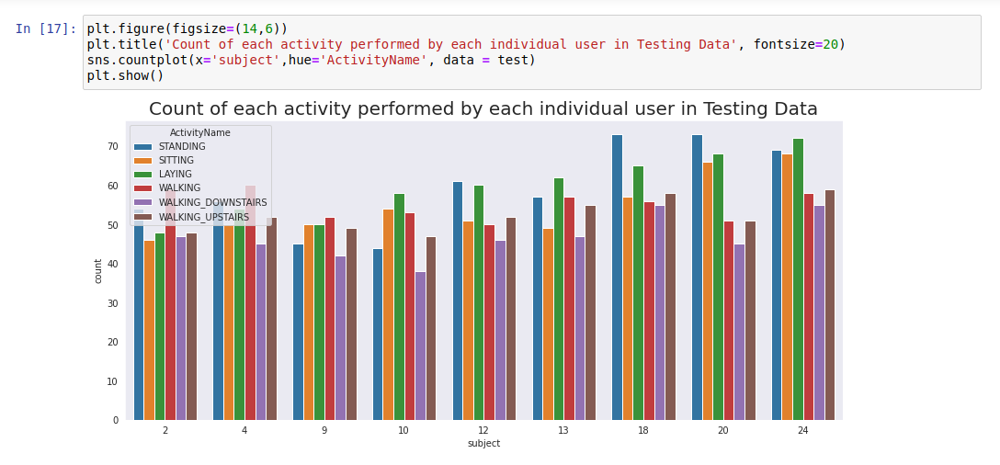 In [17]: plt.figure(figsize=(14,6))
plt.title('Count of each activity performed by each individual user in Testing Data', fontsize=20)
sns.countplot(x='subject',hue='ActivityName', data = test)
plt.show()
Count of each activity performed by each individual user in Testing Data
ActivityName
STANDING
SITTING
LAYING
WALKING
WALKING_DOWNSTAIRS
WALKING_UPSTAIRS
70
60
50
40
30
20
10
0
count
2 4 9 10 12 13 18 20 24
subject